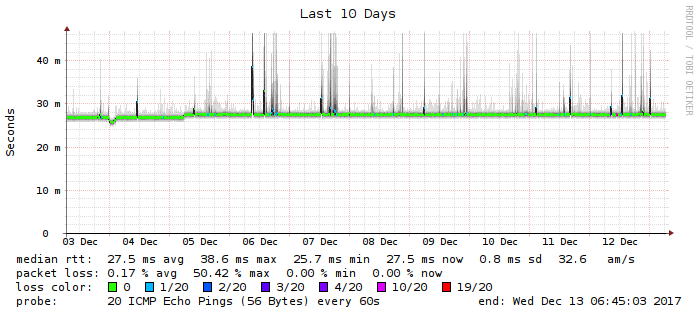 Last 10 Days
RRDTOOL / TOBI OETIKER
Seconds
40 m
30 m
20 m
10 m
0
03 Dec 04 Dec 05 Dec 06 Dec 07 Dec 08 Dec 09 Dec 10 Dec 11 Dec 12 Dec
median rtt: 27.5 ms avg 38.6 ms max 25.7 ms min 27.5 ms now 0.8 ms sd 32.6 am/s
packet loss: 0.17 % avg 50.42 % max 0.00 % min 0.00 % now
loss color: 0 1/20 2/20 3/20 4/20 10/20 19/20
probe: 20 ICMP Echo Pings (56 Bytes) every 60s end: Wed Dec 13 06:45:03 2017